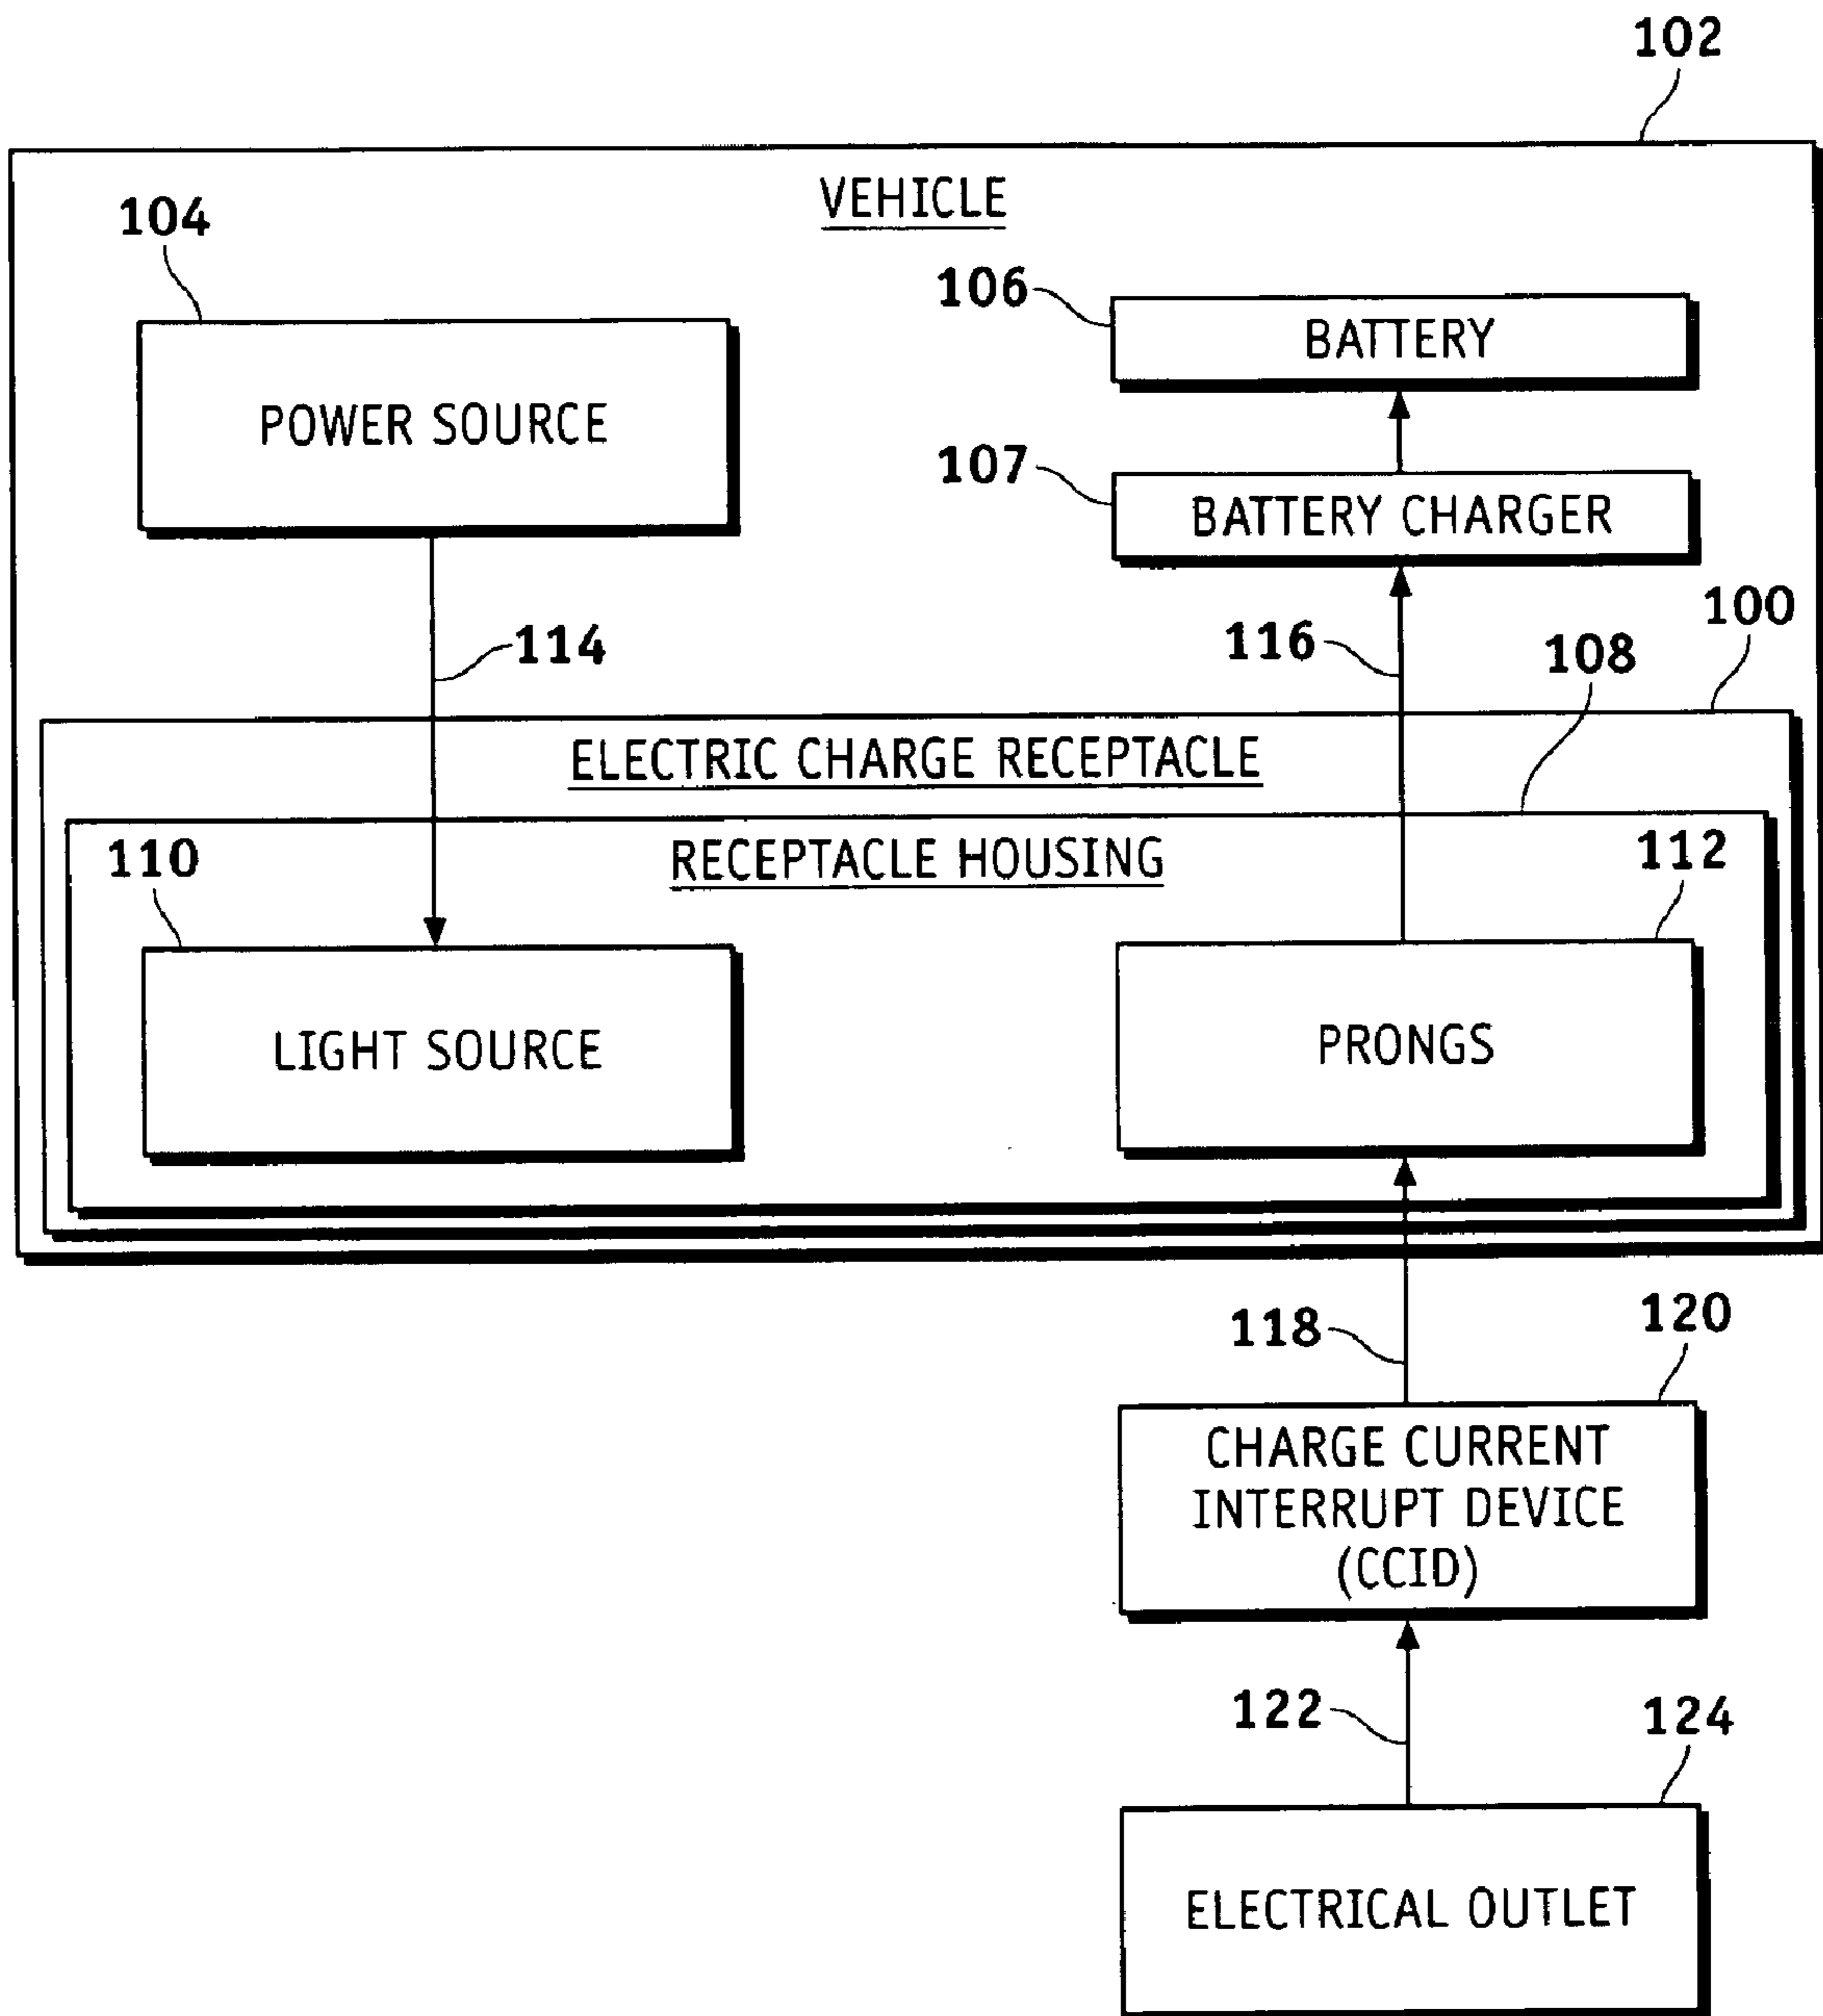 102
VEHICLE
104
106
BATTERY
POWER SOURCE
107
BATTERY CHARGER
100
114
116
108
ELECTRIC CHARGE RECEPTACLE
110
RECEPTACLE HOUSING
112
LIGHT SOURCE
PRONGS
118
120
CHARGE CURRENT
INTERRUPT DEVICE
(CCID)
122
124
ELECTRICAL OUTLET